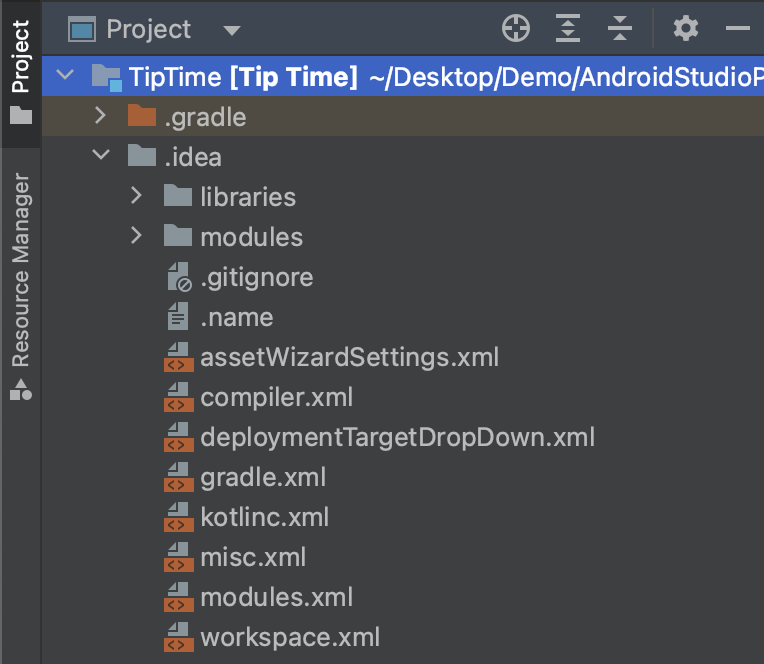 Project
TipTime [Tip Time] ~/Desktop/Demo/AndroidStudioP
.gradle
.idea
libraries
modules
.gitignore
.name
assetWizardSettings.xml
compiler.xml
deploymentTargetDropDown.xml
gradle.xml
kotlinc.xml
misc.xml
modules.xml
workspace.xml
Project
Resource Manager